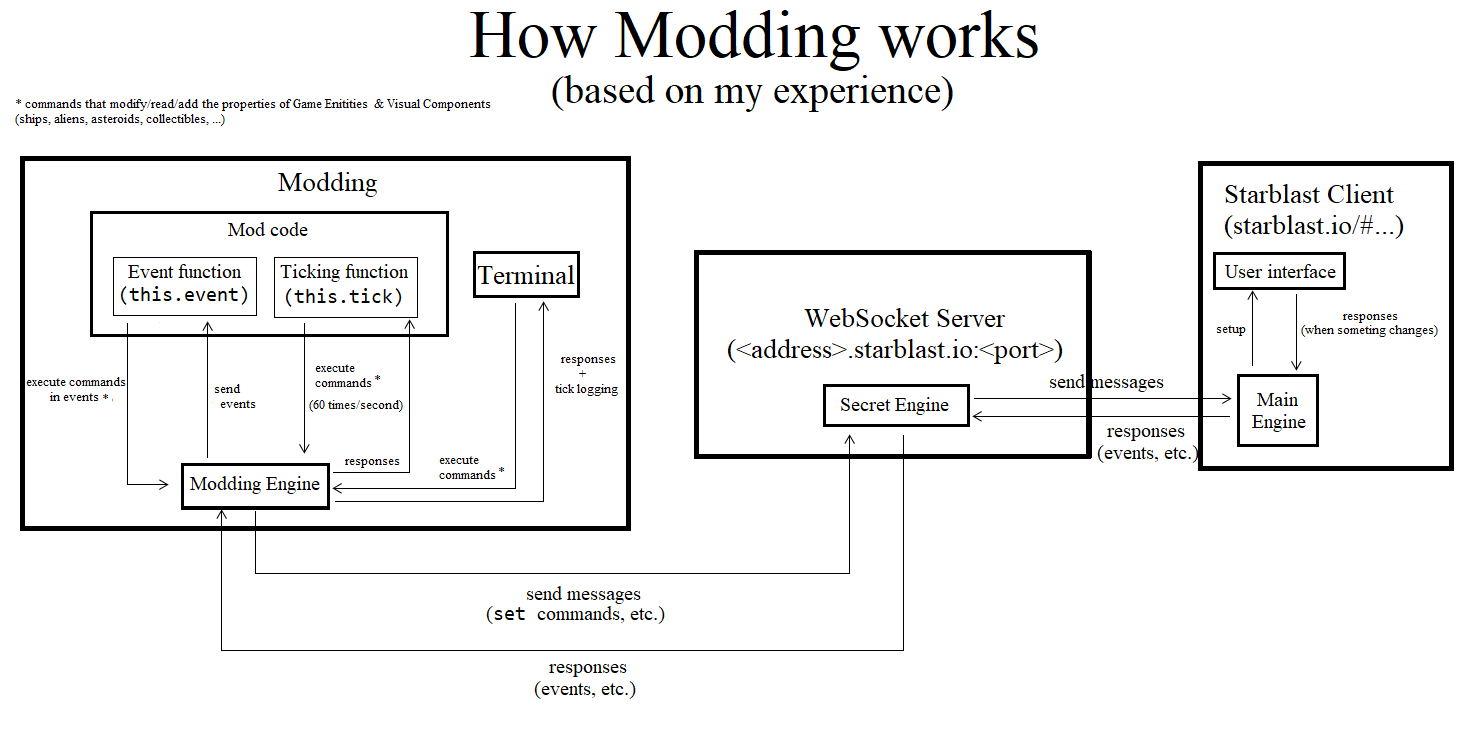 How Modding works
(based on my experience)
* commands that modify/read/add the properties of Game Enitities & Visual Components
(ships, aliens, asteroids, collectibles, ...)
Modding
Mod code
Event function
(this.event)
Ticking function
(this.tick)
Terminal
execute commands
in events *
send
events
execute
commands *
(60 times/second)
responses
execute
commands *
responses
+
tick logging
Modding Engine
WebSocket Server
(<address>.starblast.io:<port>)
Secret Engine
send messages
responses
(events, etc.)
Starblast Client
(starblast.io/#...)
User interface
setup
responses
(when someting changes)
Main
Engine
send messages
(set commands, etc.)
responses
(events, etc.)